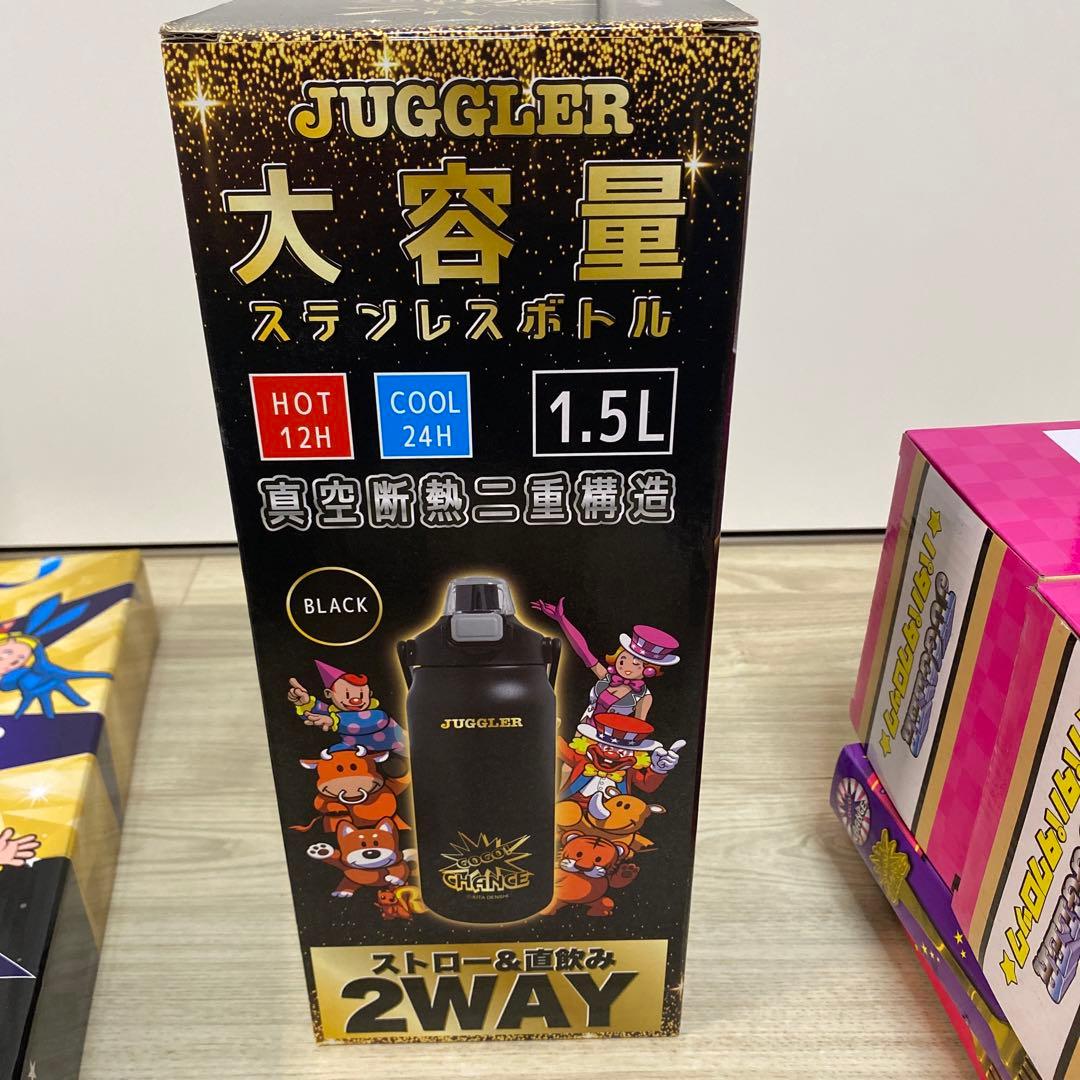 JUGGLER
大容量
ステンレスボトル
HOT
12H
COOL
24H
1.5L
真空断熱二重構造
BLACK
JUGGLER
GOGO!
CHANCE
©KITA DENSHI
ストロー&直飲み
2WAY